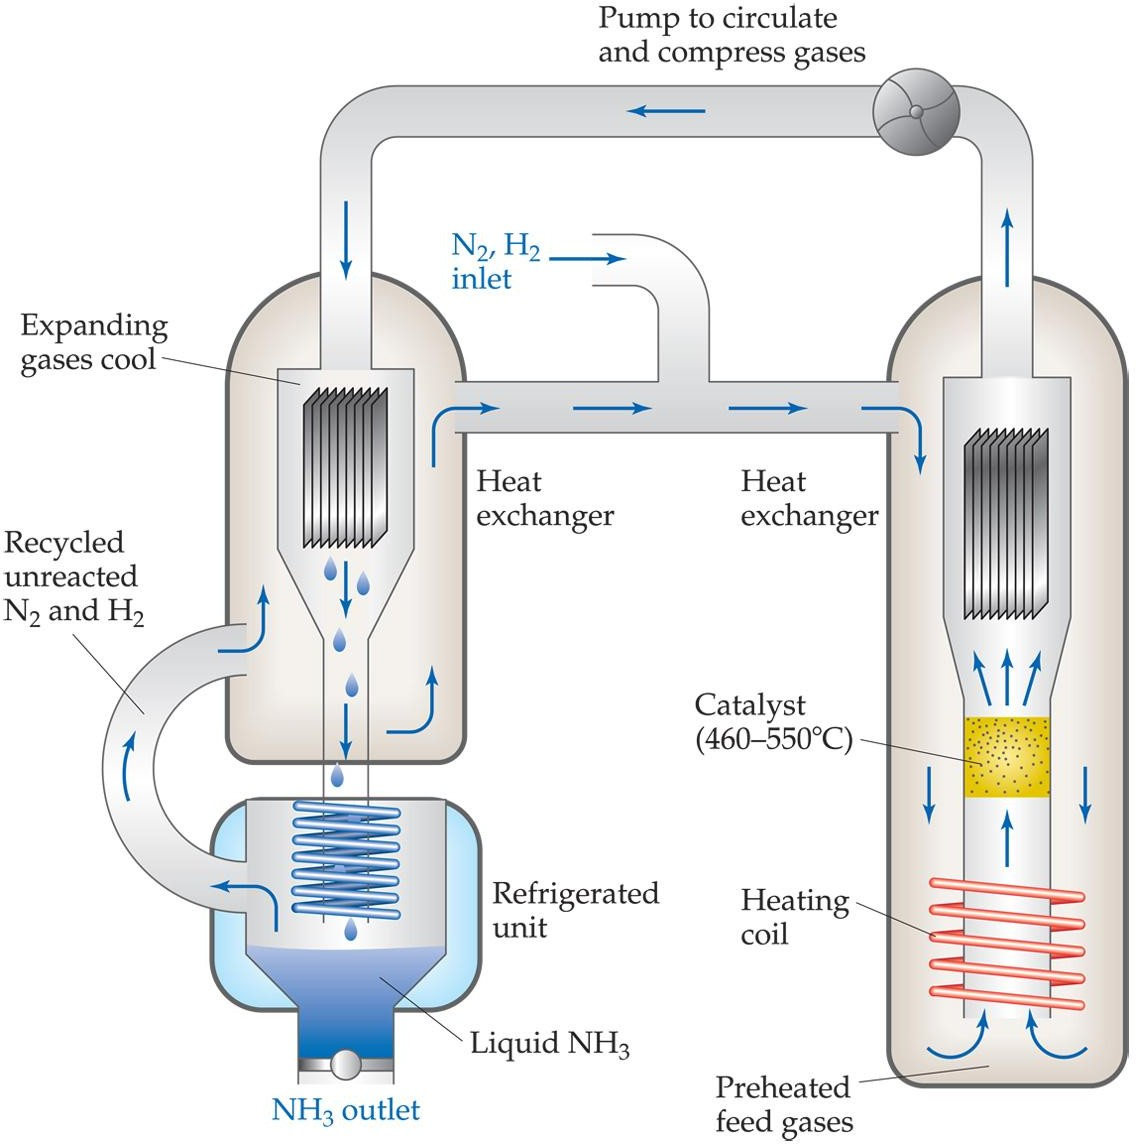 Pump to circulate
and compress gases
N₂, H₂
inlet
Expanding
gases cool
Heat
exchanger
Heat
exchanger
Recycled
unreacted
N₂ and H₂
Catalyst
(460–550°C)
Refrigerated
unit
Heating
coil
Liquid NH₃
Preheated
feed gases
NH₃ outlet